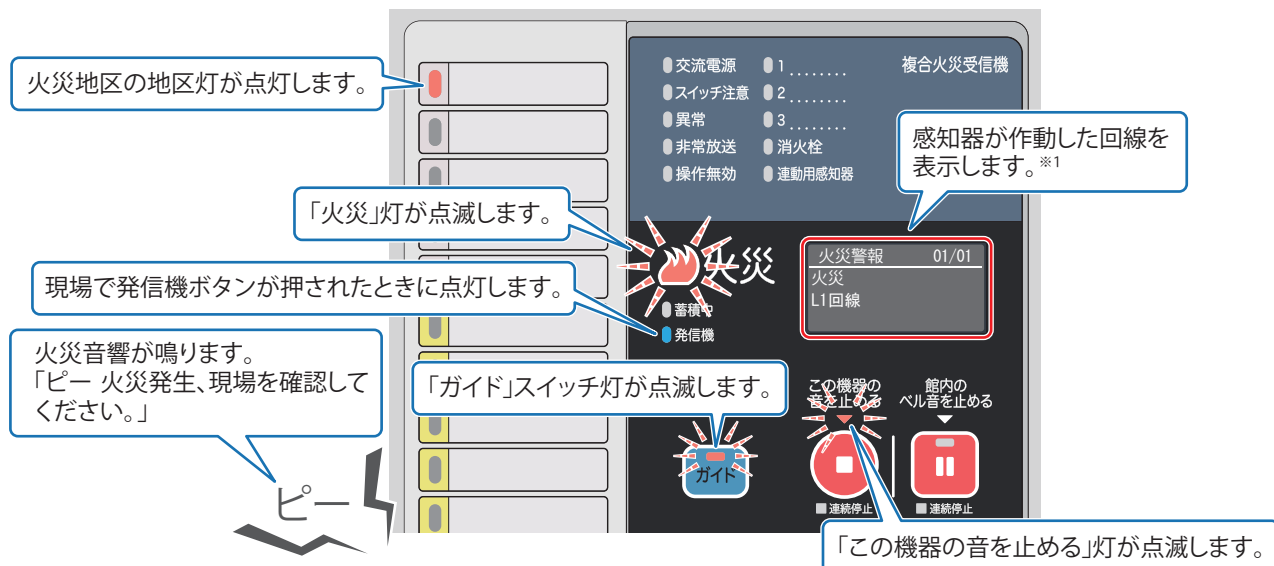 火災地区の地区灯が点灯します。
交流電源
1........
複合火災受信機
スイッチ注意
2........
異常
3........
非常放送
消火栓
操作無効
連動用感知器
感知器が作動した回線を
表示します。※1
「火災」灯が点滅します。
火災
火災警報 01/01
火災
L1回線
現場で発信機ボタンが押されたときに点灯します。
蓄積中
発信機
火災音響が鳴ります。
「ピー 火災発生、現場を確認して
ください。」
ピー
「ガイド」スイッチ灯が点滅します。
ガイド
この機器の
音を止める
館内の
ベル音を止める
連続停止
連続停止
「この機器の音を止める」灯が点滅します。